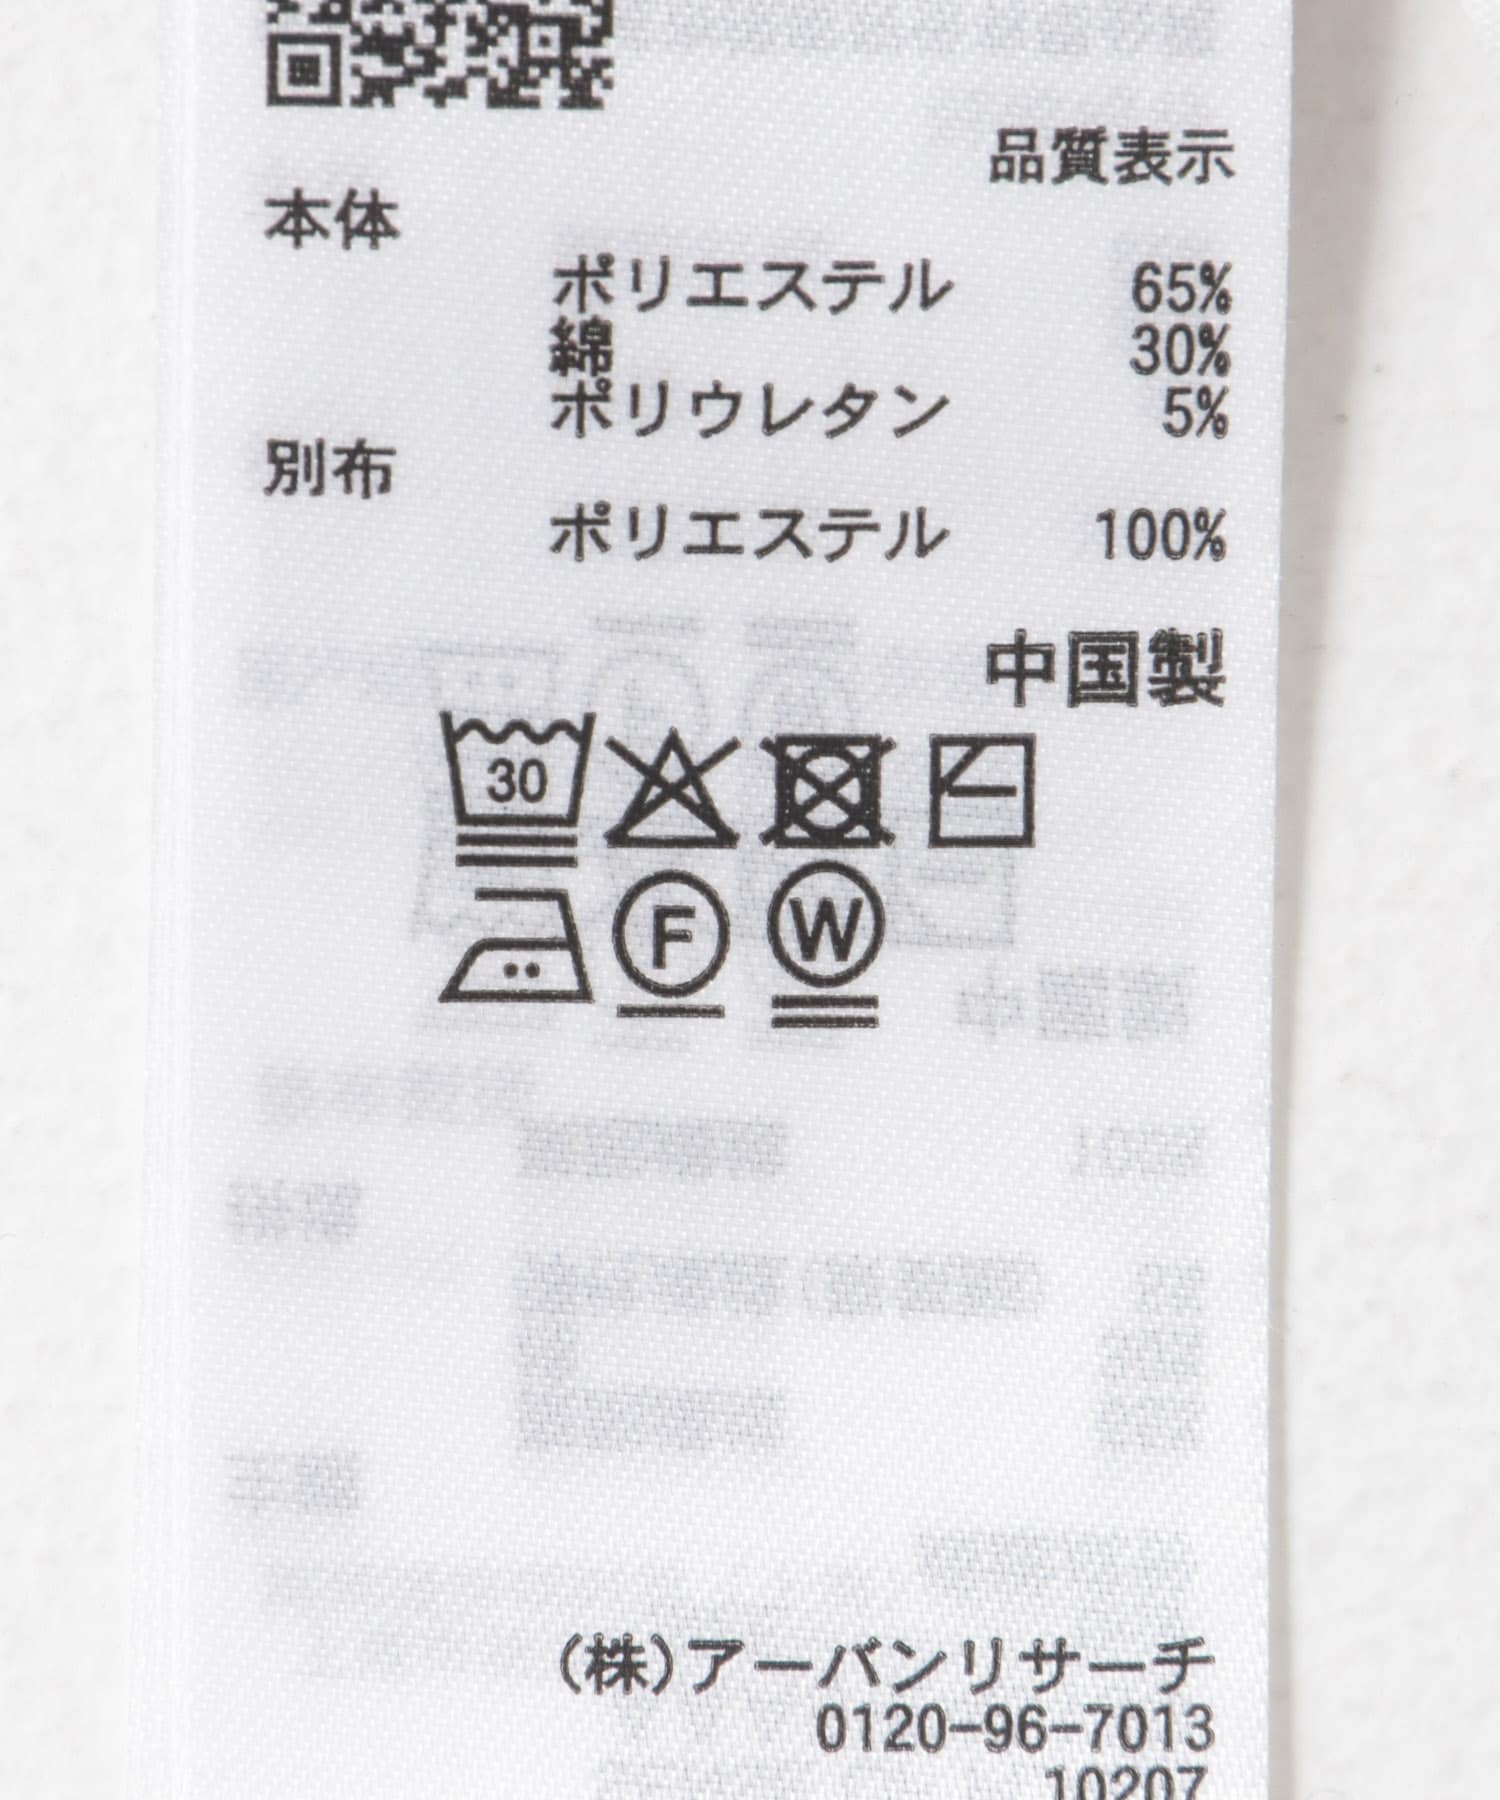 品質表示
本体
ポリエステル 65%
綿 30%
ポリウレタン 5%
別布
ポリエステル 100%
中国製
30
F W
(株)アーバンリサーチ
0120-96-7013
10207